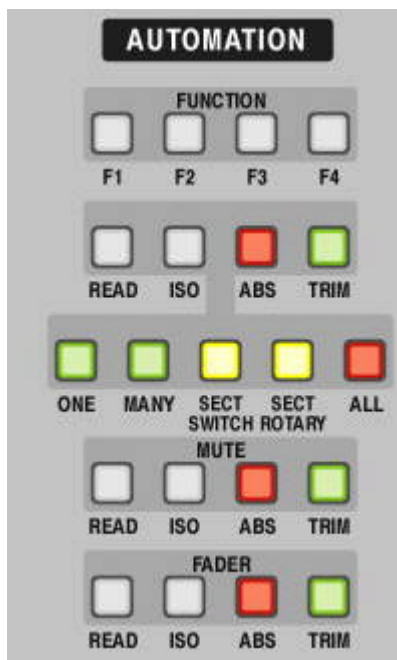 AUTOMATION
FUNCTION
F1 F2 F3 F4
READ ISO ABS TRIM
ONE MANY SECT SECT ALL
SWITCH ROTARY
MUTE
READ ISO ABS TRIM
FADER
READ ISO ABS TRIM